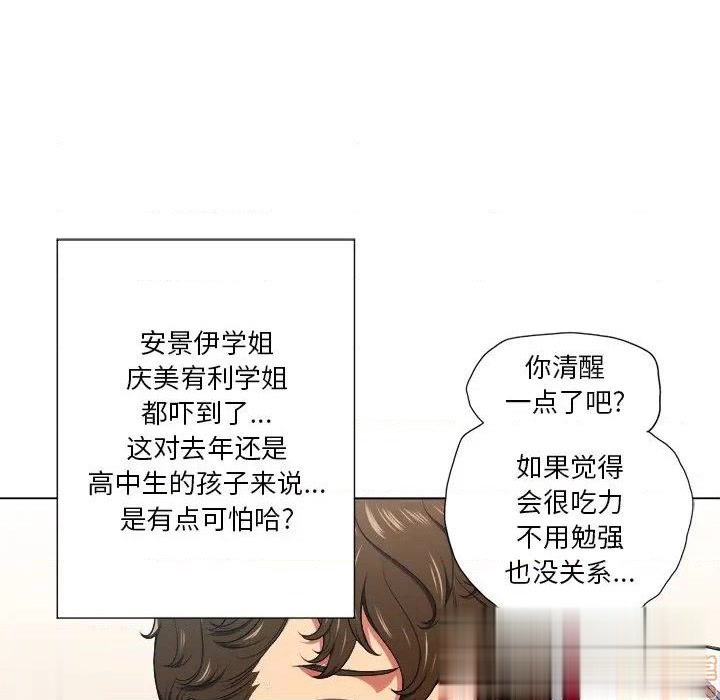 安景伊学姐
庆美宥利学姐
都吓到了...
这对去年还是
高中生的孩子来说...
是有点可怕哈?
你清醒
一点了吧?
如果觉得
会很吃力
不用勉强
也没关系...